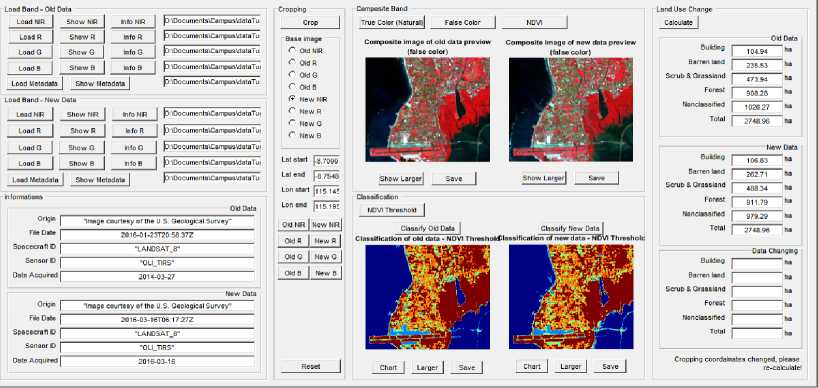 Load Band - Old Data
Load NIR Show NIR Info NIR D:\Documents\Campus\dataTu
Load R Show R Info R D:\Documents\Campus\dataTu
Load G Show G Info G D:\Documents\Campus\dataTu
Load B Show B Info B D:\Documents\Campus\dataTu
Load Metadata Show Metadata D:\Documents\Campus\dataTu
Load Band - New Data
Load NIR Show NIR Info NIR D:\Documents\Campus\dataTu
Load R Show R Info R D:\Documents\Campus\dataTu
Load G Show G Info G D:\Documents\Campus\dataTu
Load B Show B Info B D:\Documents\Campus\dataTu
Load Metadata Show Metadata D:\Documents\Campus\dataTu
Informations
Old Data
Origin "Image courtesy of the U.S. Geological Survey"
File Date 2016-01-23T20:58:37Z
Spacecraft ID "LANDSAT_8"
Sensor ID "OLI_TIRS"
Date Acquired 2014-03-27
New Data
Origin "Image courtesy of the U.S. Geological Survey"
File Date 2016-03-16T06:17:27Z
Spacecraft ID "LANDSAT_8"
Sensor ID "OLI_TIRS"
Date Acquired 2016-03-16
Cropping
Crop
Base image
Old NIR
Old R
Old G
Old B
New NIR
New R
New G
New B
Lat start -8.7099
Lat end -8.7548
Lon start 115.145
Lon end 115.195
Old NIR New NIR
Old R New R
Old G New G
Old B New B
Reset
Composite Band
True Color (Natural) False Color NDVI
Composite image of old data preview
(false color)
Composite image of new data preview
(false color)
Show Larger Save Show Larger Save
Classification
NDVI Threshold
Classify Old Data Classify New Data
Classification of old data - NDVI Threshold
Classification of new data - NDVI Threshold
Chart Larger Save Chart Larger Save
Land Use Change
Calculate
Old Data
Building 104.94 ha
Barren land ha
Scrub & Grassland 473.94 ha
Forest ha
Nonclassified ha
Total 2748.96 ha
New Data
Building 106.83 ha
Barren land 262.71 ha
Scrub & Grassland 488.34 ha
Forest 911.79 ha
Nonclassified 979.29 ha
Total 2748.96 ha
Data Changing
Building ha
Barren land ha
Scrub & Grassland ha
Forest ha
Nonclassified ha
Total ha
Cropping coordainates changed, please
re-calculate!